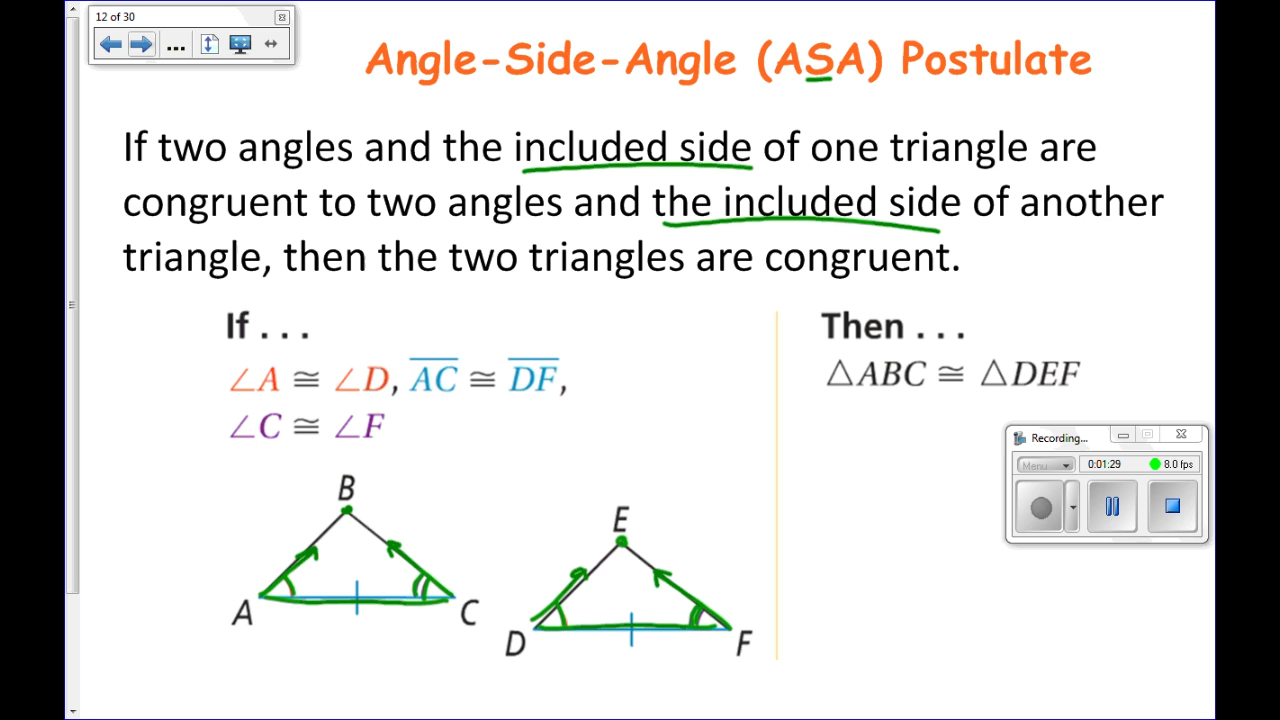 12 of 30
Angle-Side-Angle (ASA) Postulate
If two angles and the included side of one triangle are
congruent to two angles and the included side of another
triangle, then the two triangles are congruent.
If . . .
∠A ≅ ∠D, A̅C̅ ≅ D̅F̅,
∠C ≅ ∠F
Then . . .
△ABC ≅ △DEF
Recording...
Menu
0:01:29
8.0 fps
B
A
C
E
D
F